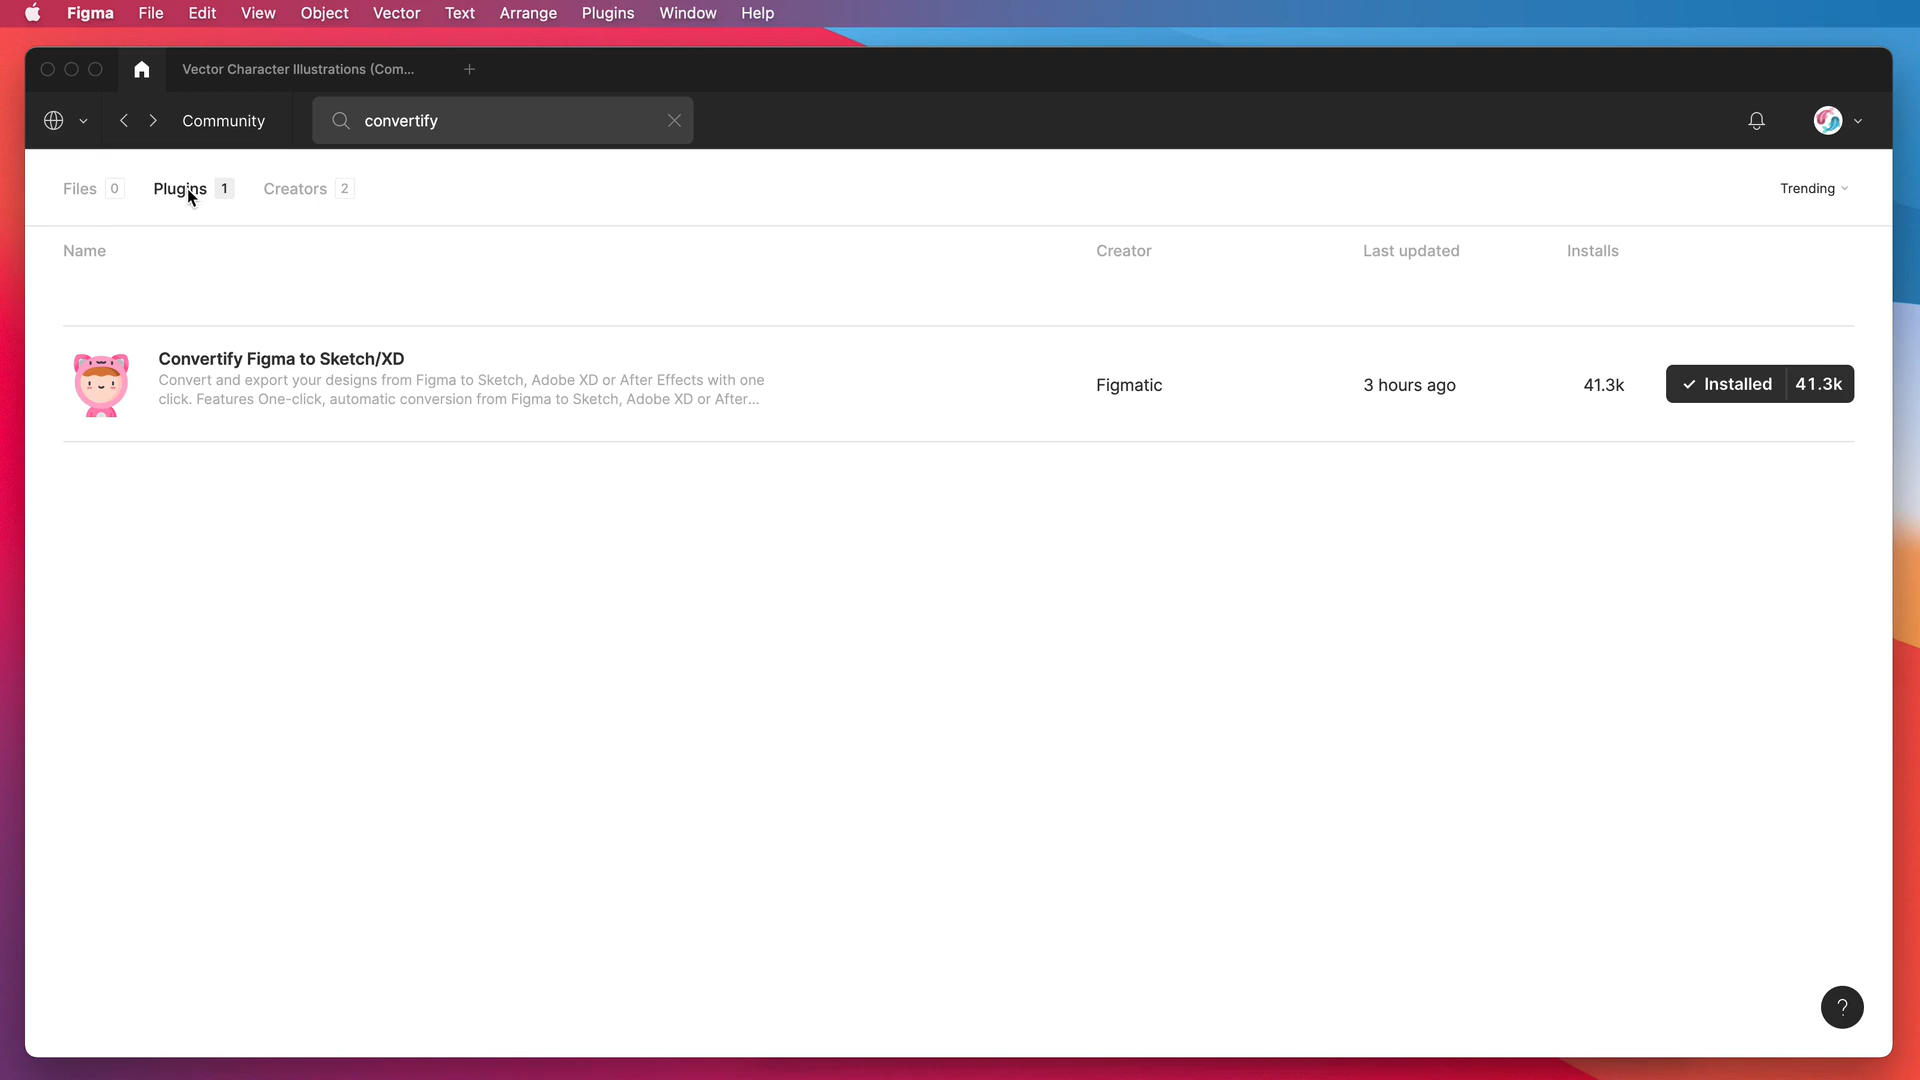 Figma File Edit View Object Vector Text Arrange Plugins Window Help
Vector Character Illustrations (Com...
Community
convertify
Files 0 Plugins 1 Creators 2
Trending
Name Creator Last updated Installs
Convertify Figma to Sketch/XD
Convert and export your designs from Figma to Sketch, Adobe XD or After Effects with one
click. Features One-click, automatic conversion from Figma to Sketch, Adobe XD or After...
Figmatic 3 hours ago 41.3k Installed 41.3k
?